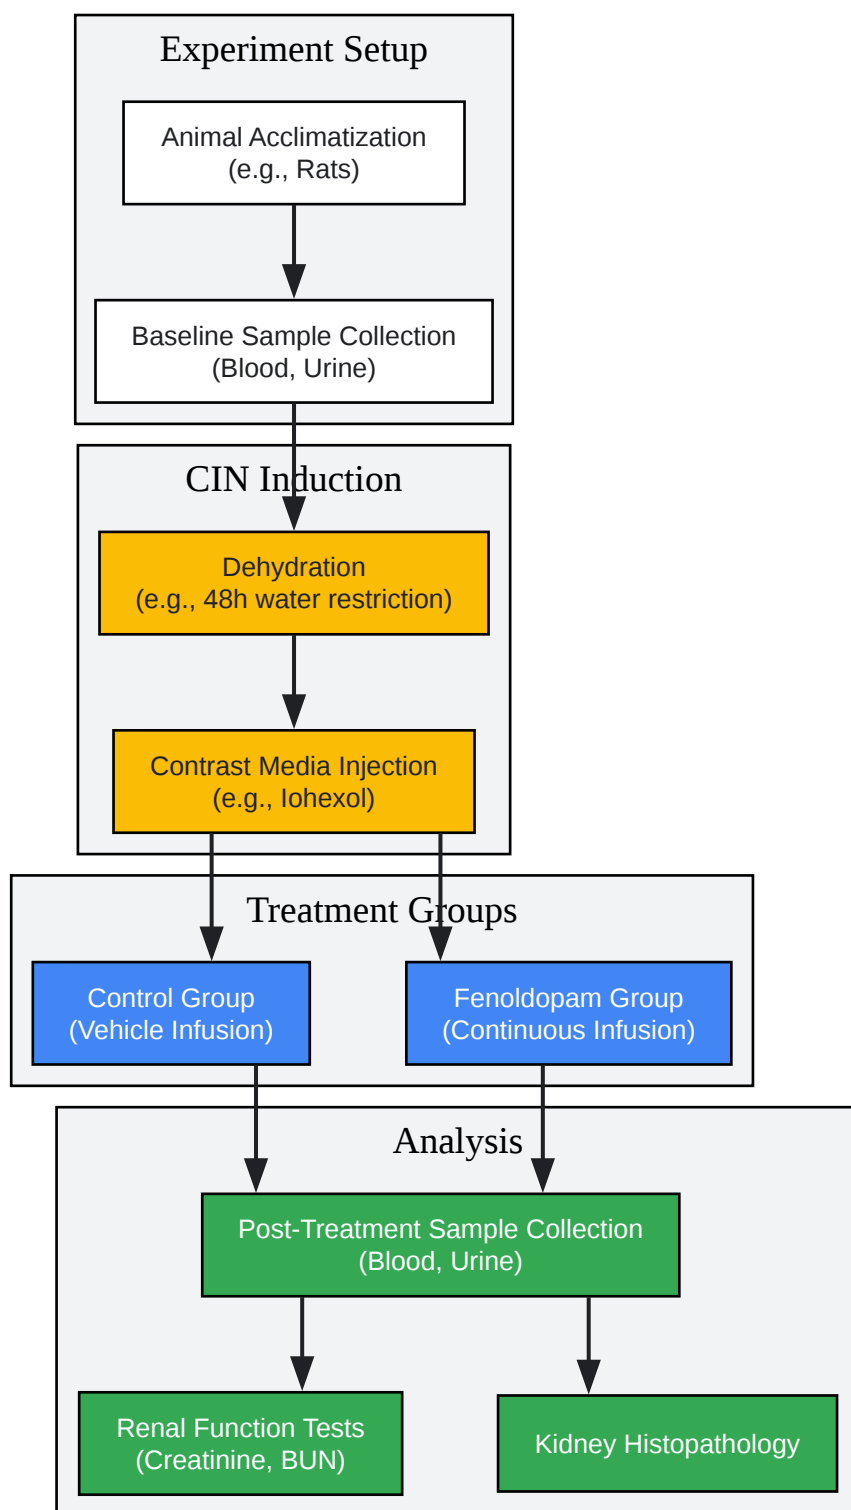 Experiment Setup
Animal Acclimatization
(e.g., Rats)
Baseline Sample Collection
(Blood, Urine)
CIN Induction
Dehydration
(e.g., 48h water restriction)
Contrast Media Injection
(e.g., Iohexol)
Treatment Groups
Control Group
(Vehicle Infusion)
Fenoldopam Group
(Continuous Infusion)
Analysis
Post-Treatment Sample Collection
(Blood, Urine)
Renal Function Tests
(Creatinine, BUN)
Kidney Histopathology